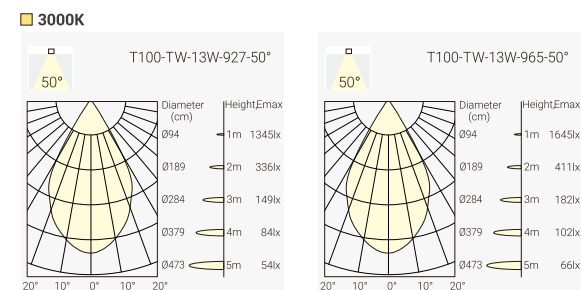 3000K
T100-TW-13W-927-50°
50°
Diameter (cm) Height Emax
Ø94 1m 1345lx
Ø189 2m 336lx
Ø284 3m 149lx
Ø379 4m 84lx
Ø473 5m 54lx
20° 10° 0° 10° 20°
T100-TW-13W-965-50°
50°
Diameter (cm) Height Emax
Ø94 1m 1645lx
Ø189 2m 411lx
Ø284 3m 182lx
Ø379 4m 102lx
Ø473 5m 66lx
20° 10° 0° 10° 20°